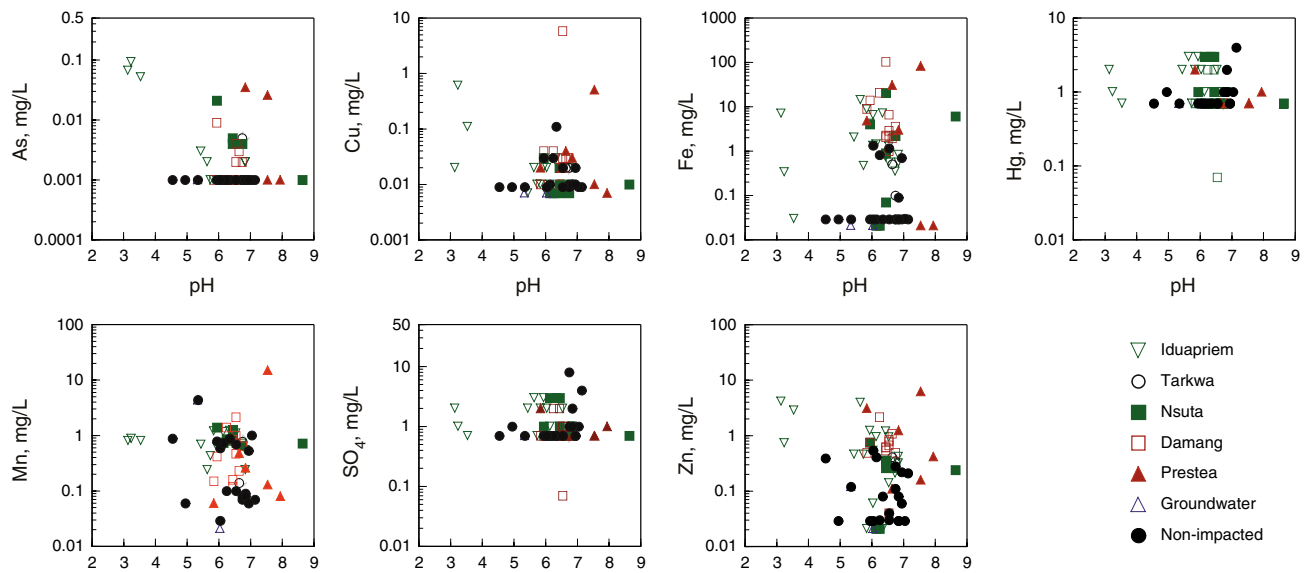 0.5
0.1
0.01
0.001
0.0001
As, mg/L
2 3 4 5 6 7 8 9
pH
10
1
0.1
0.01
0.001
Cu, mg/L
2 3 4 5 6 7 8 9
pH
1000
100
10
1
0.1
0.01
Fe, mg/L
2 3 4 5 6 7 8 9
pH
10
1
0.1
0.01
Hg, mg/L
2 3 4 5 6 7 8 9
pH
100
10
1
0.1
0.01
Mn, mg/L
2 3 4 5 6 7 8 9
50
10
1
0.1
0.01
SO4, mg/L
2 3 4 5 6 7 8 9
100
10
1
0.1
0.01
Zn, mg/L
2 3 4 5 6 7 8 9
Iduapriem
Tarkwa
Nsuta
Damang
Prestea
Groundwater
Non-impacted